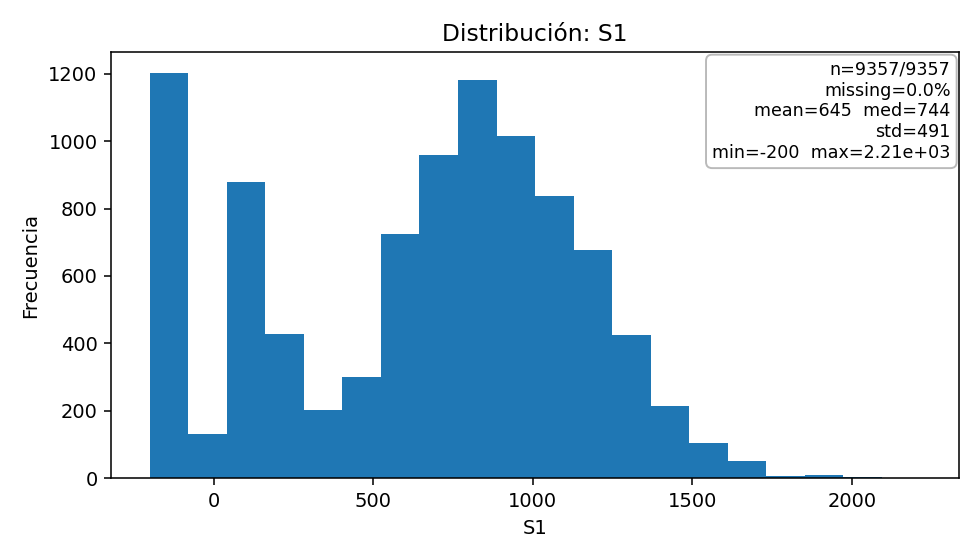 Distribución: S1
n=9357/9357
missing=0.0%
mean=645  med=744
std=491
min=-200  max=2.21e+03
1200
1000
800
600
400
200
0
Frecuencia
0 500 1000 1500 2000
S1